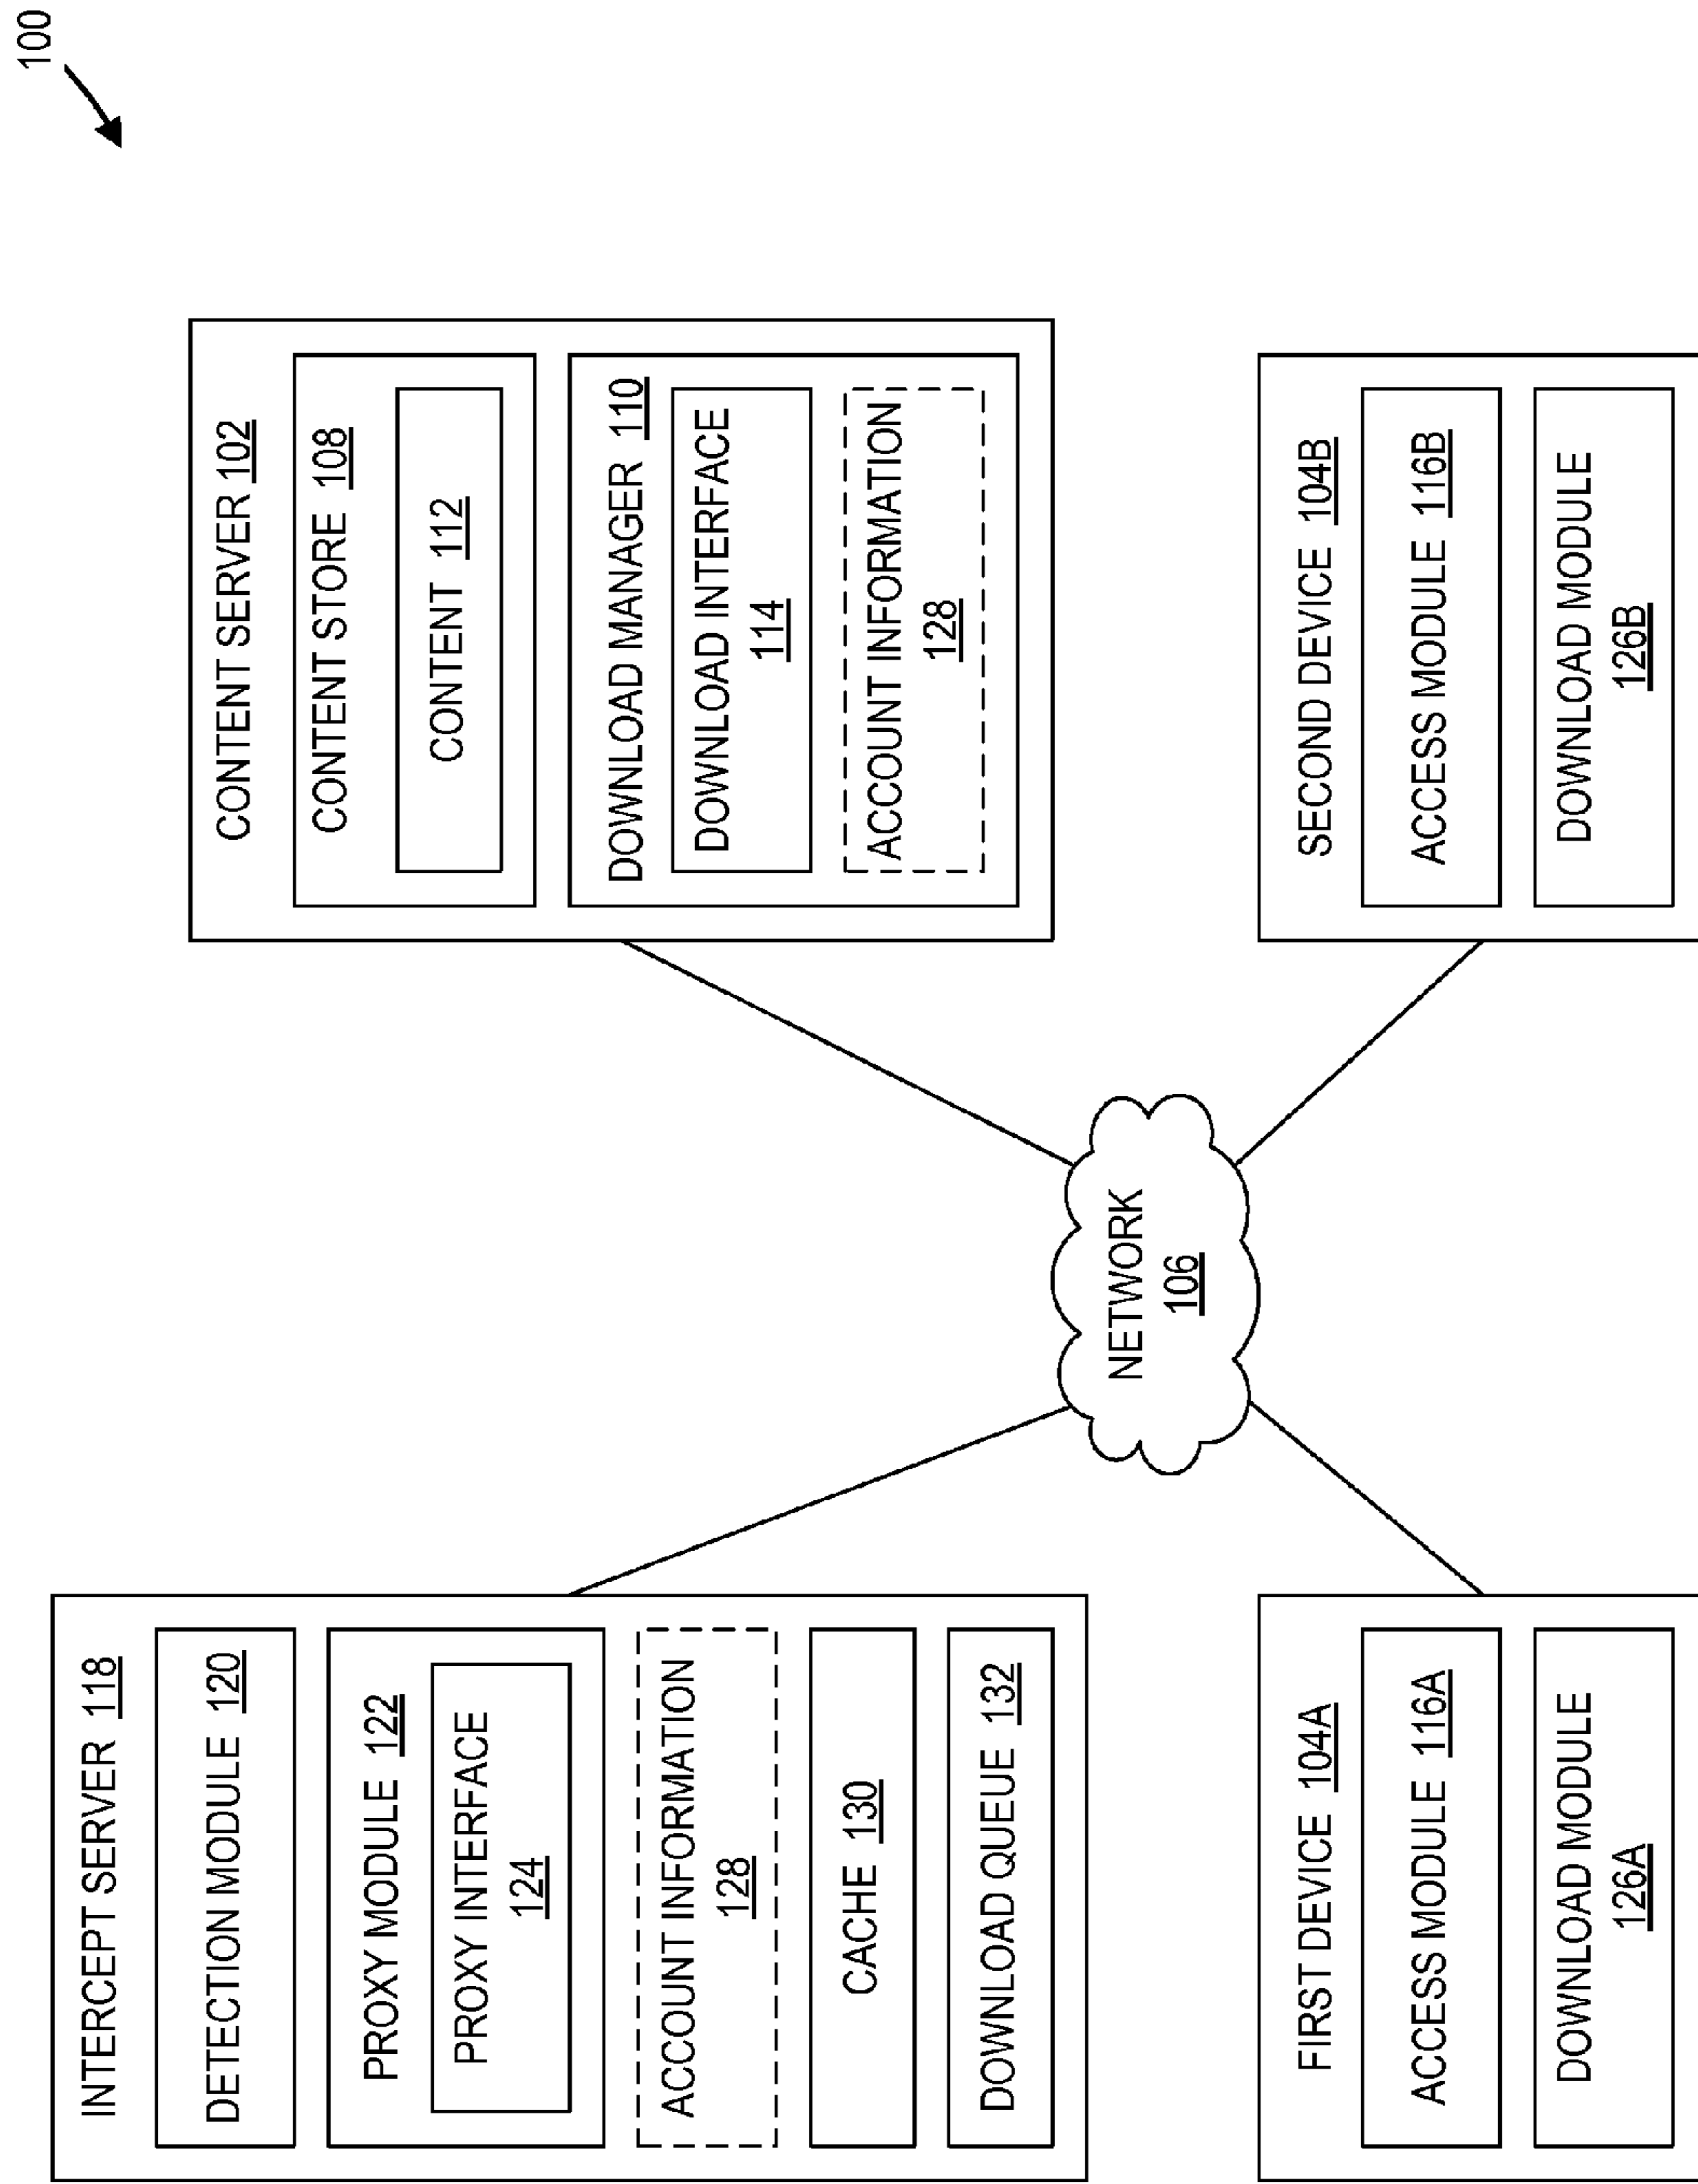 100
INTERCEPT SERVER 118
DETECTION MODULE 120
PROXY MODULE 122
PROXY INTERFACE
124
ACCOUNT INFORMATION
128
CACHE 130
DOWNLOAD QUEUE 132
CONTENT SERVER 102
CONTENT STORE 108
CONTENT 112
DOWNLOAD MANAGER 110
DOWNLOAD INTERFACE
114
ACCOUNT INFORMATION
128
NETWORK
106
FIRST DEVICE 104A
ACCESS MODULE 116A
DOWNLOAD MODULE
126A
SECOND DEVICE 104B
ACCESS MODULE 116B
DOWNLOAD MODULE
126B